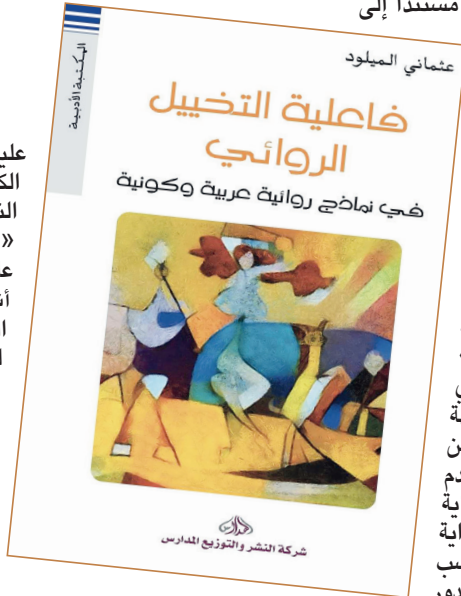 مستندا إلى
المكتبة الأدبية
عثماني الميلود
فاعلية التخييل
الروائي
في نماذج روائية عربية وكونية
المدارس
شركة النشر والتوزيع المدارس